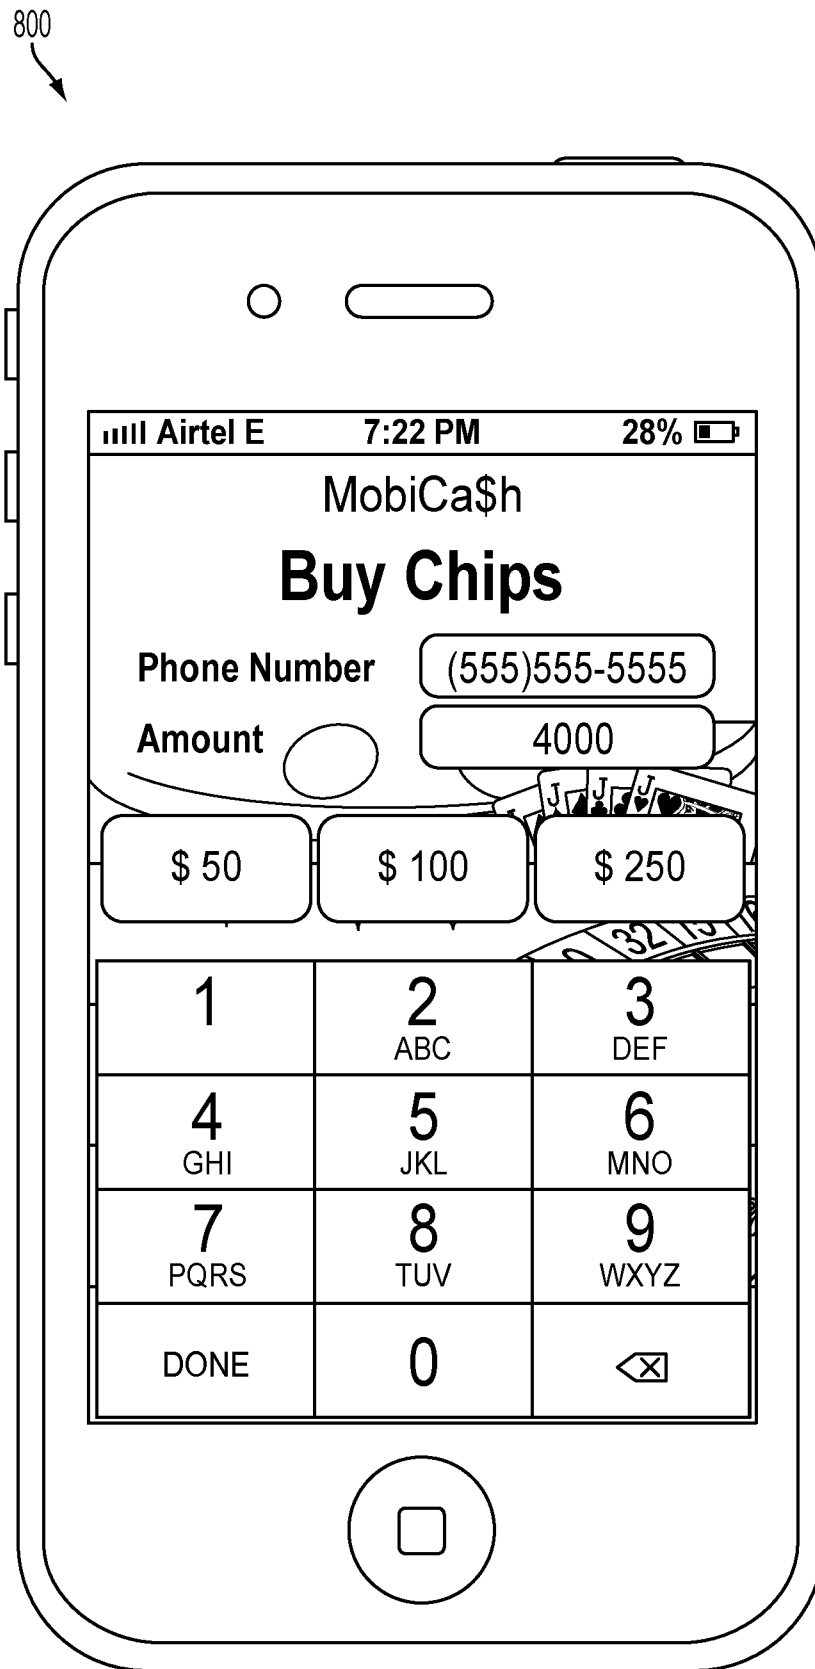 800
Airtel E 7:22 PM 28%
MobiCa$h
Buy Chips
Phone Number (555)555-5555
Amount 4000
J J J J
$ 50 $ 100 $ 250
32 15
1 2 3
ABC DEF
4 5 6
GHI JKL MNO
7 8 9
PQRS TUV WXYZ
DONE 0